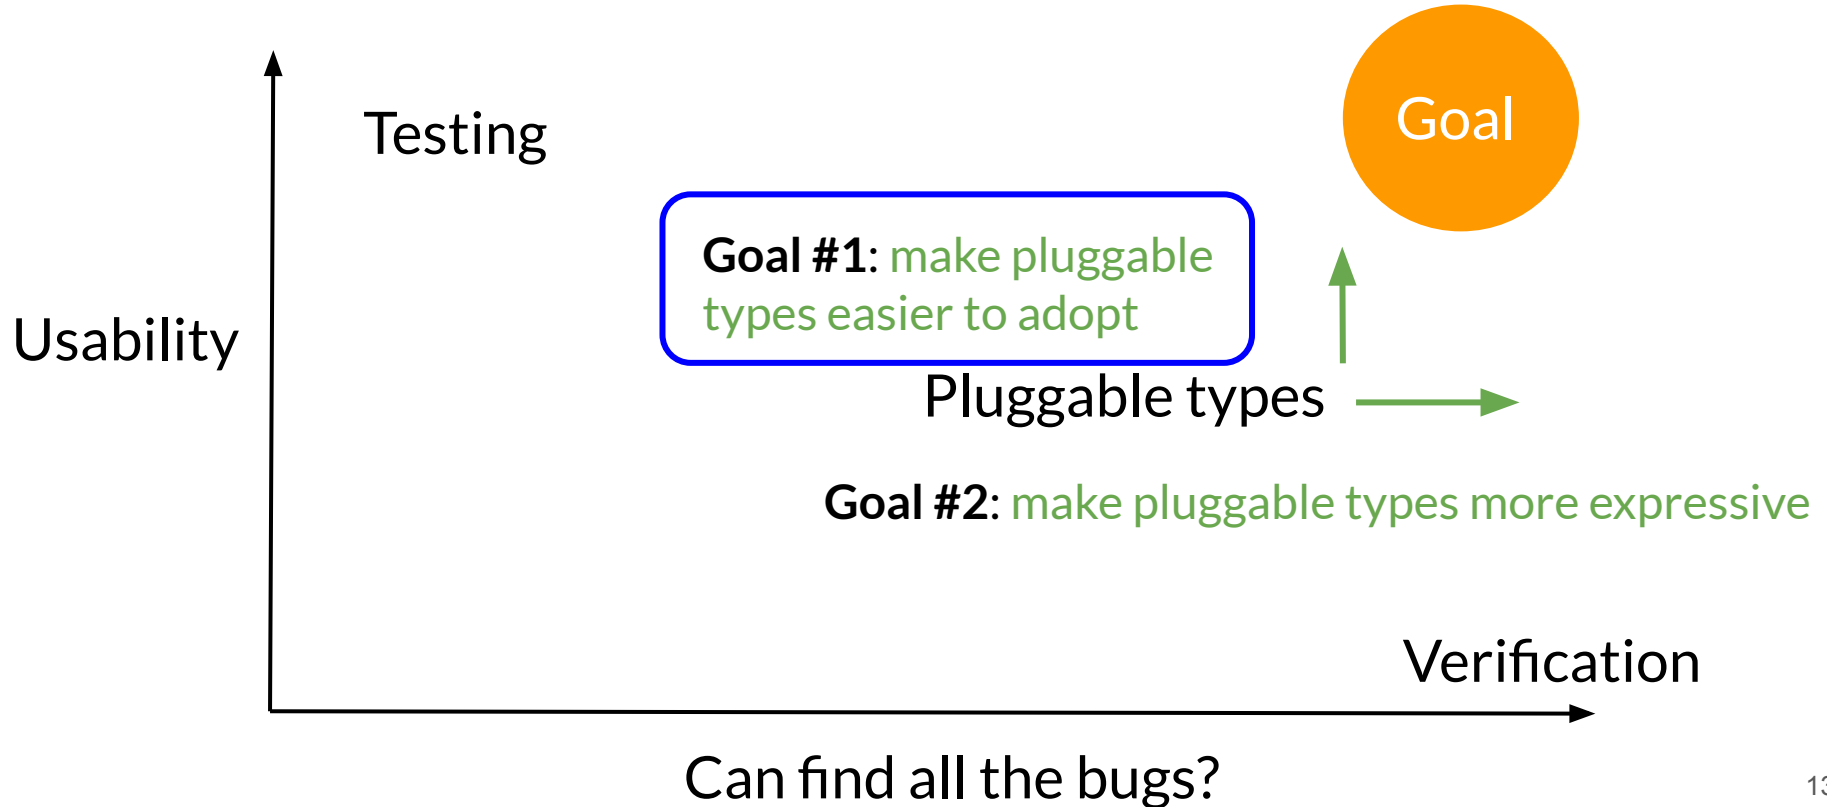 Testing
Goal
Goal #1: make pluggable
types easier to adopt
Usability
Pluggable types
Goal #2: make pluggable types more expressive
Verification
Can find all the bugs?
13